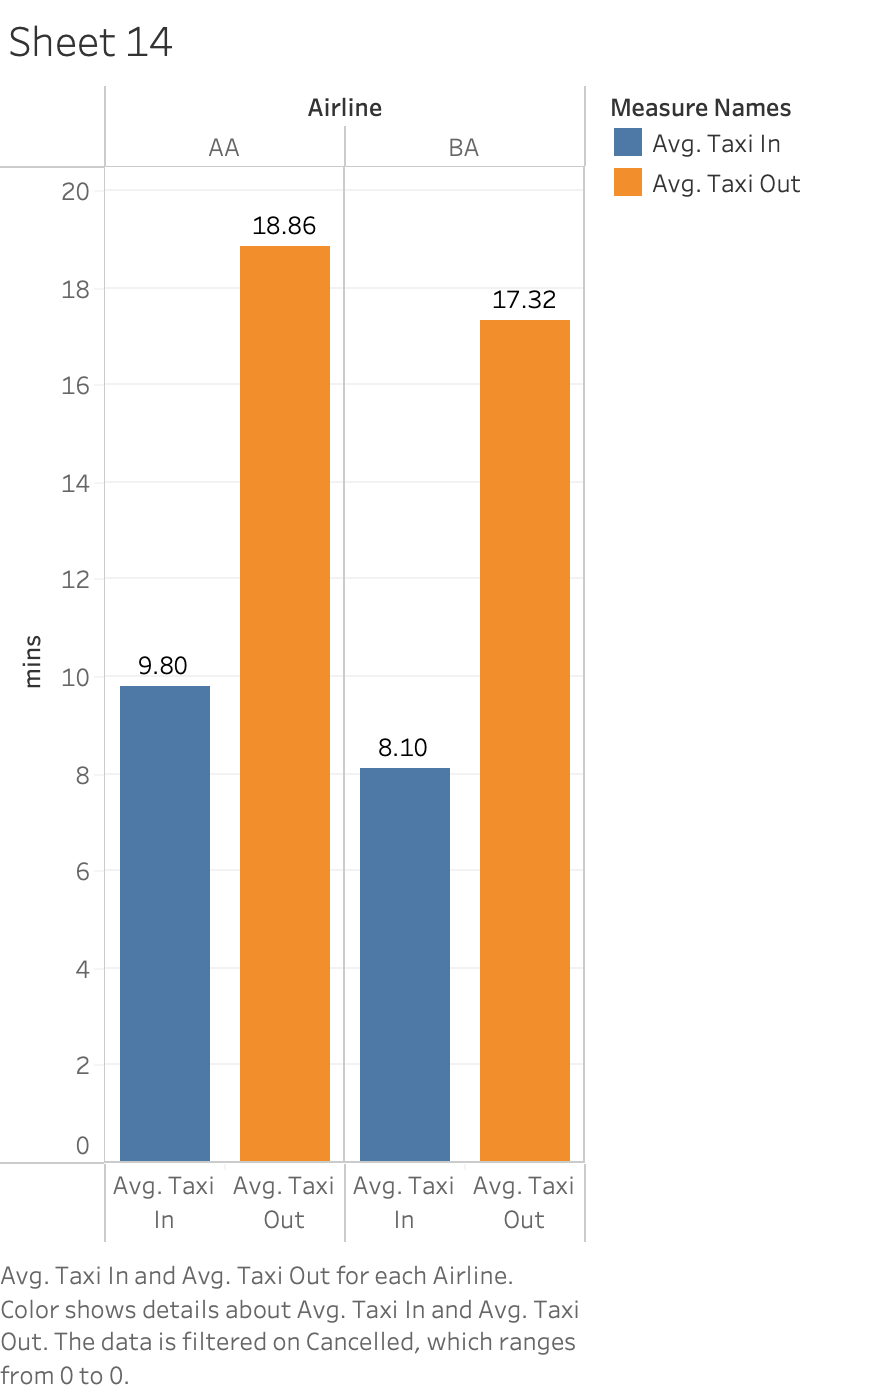 Sheet 14
Airline
AA
BA
Measure Names
Avg. Taxi In
Avg. Taxi Out
mins
20
18
16
14
12
10
8
6
4
2
0
9.80
18.86
8.10
17.32
Avg. Taxi
In
Avg. Taxi
Out
Avg. Taxi
In
Avg. Taxi
Out
Avg. Taxi In and Avg. Taxi Out for each Airline.
Color shows details about Avg. Taxi In and Avg. Taxi
Out. The data is filtered on Cancelled, which ranges
from 0 to 0.